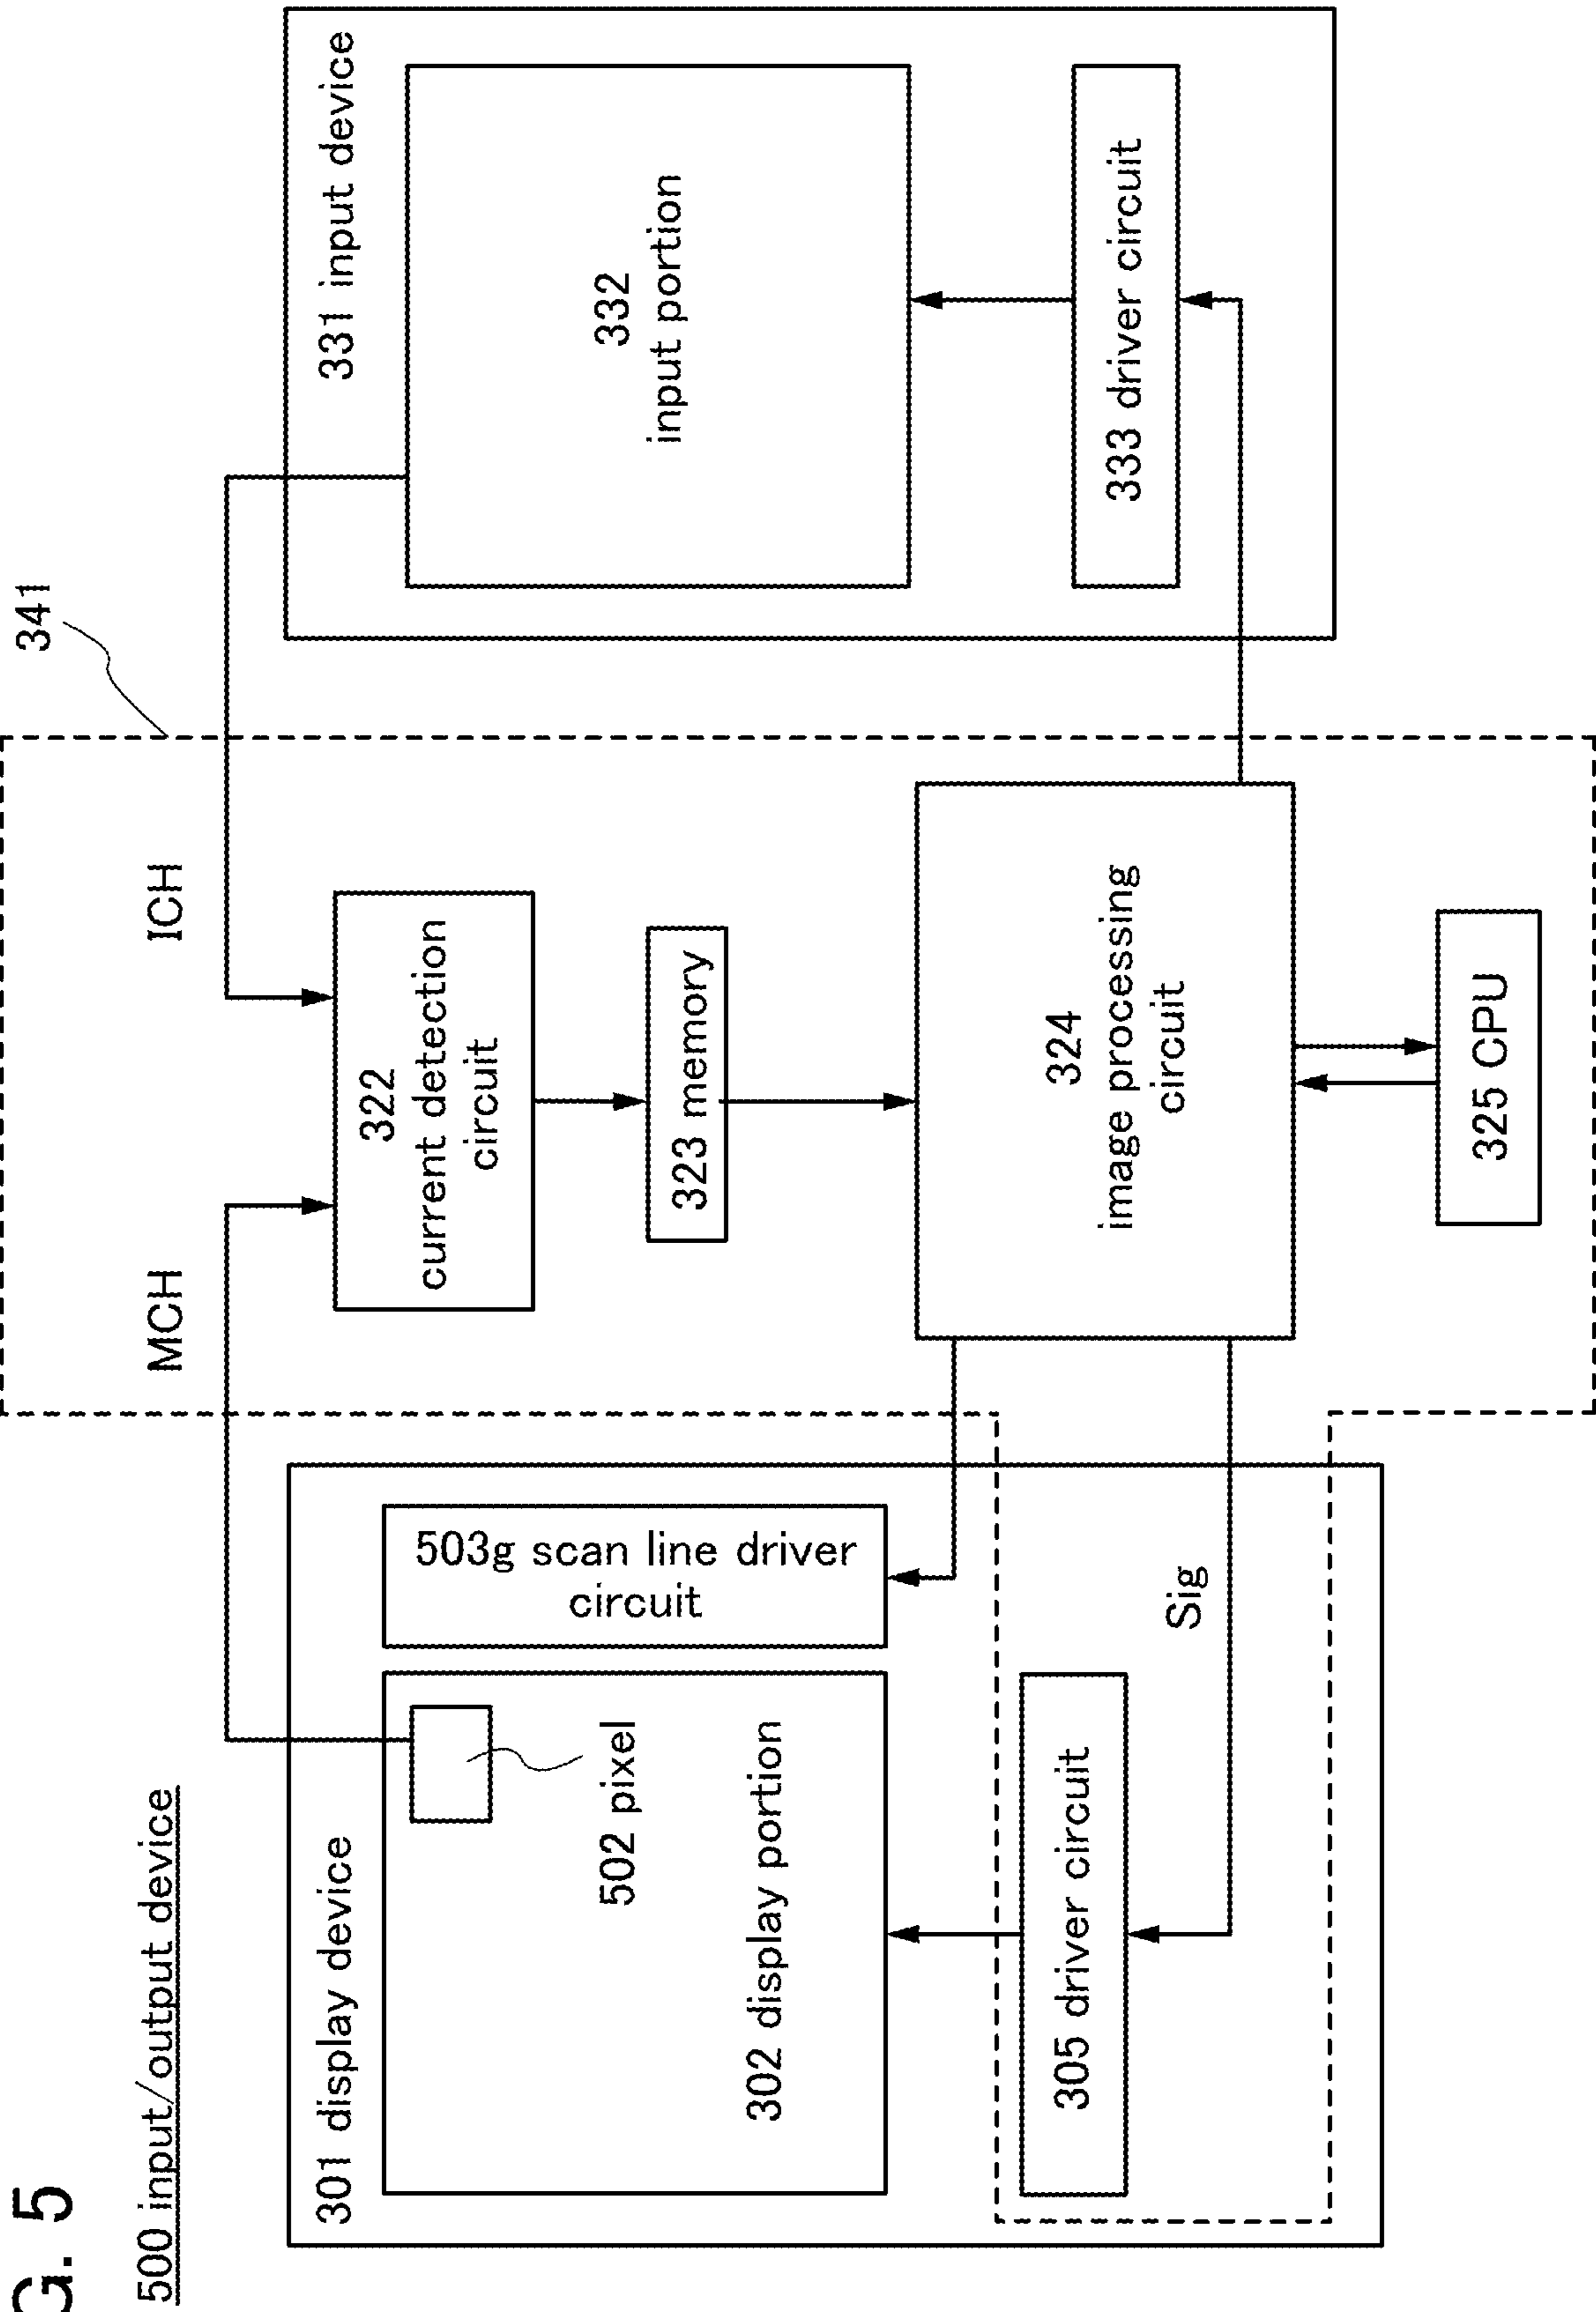 G. 5
500 input/output device
301 display device
502 pixel
302 display portion
503g scan line driver
circuit
305 driver circuit
Sig
MCH
ICH
341
322
current detection
circuit
323 memory
324
image processing
circuit
325 CPU
331 input device
332
input portion
333 driver circuit